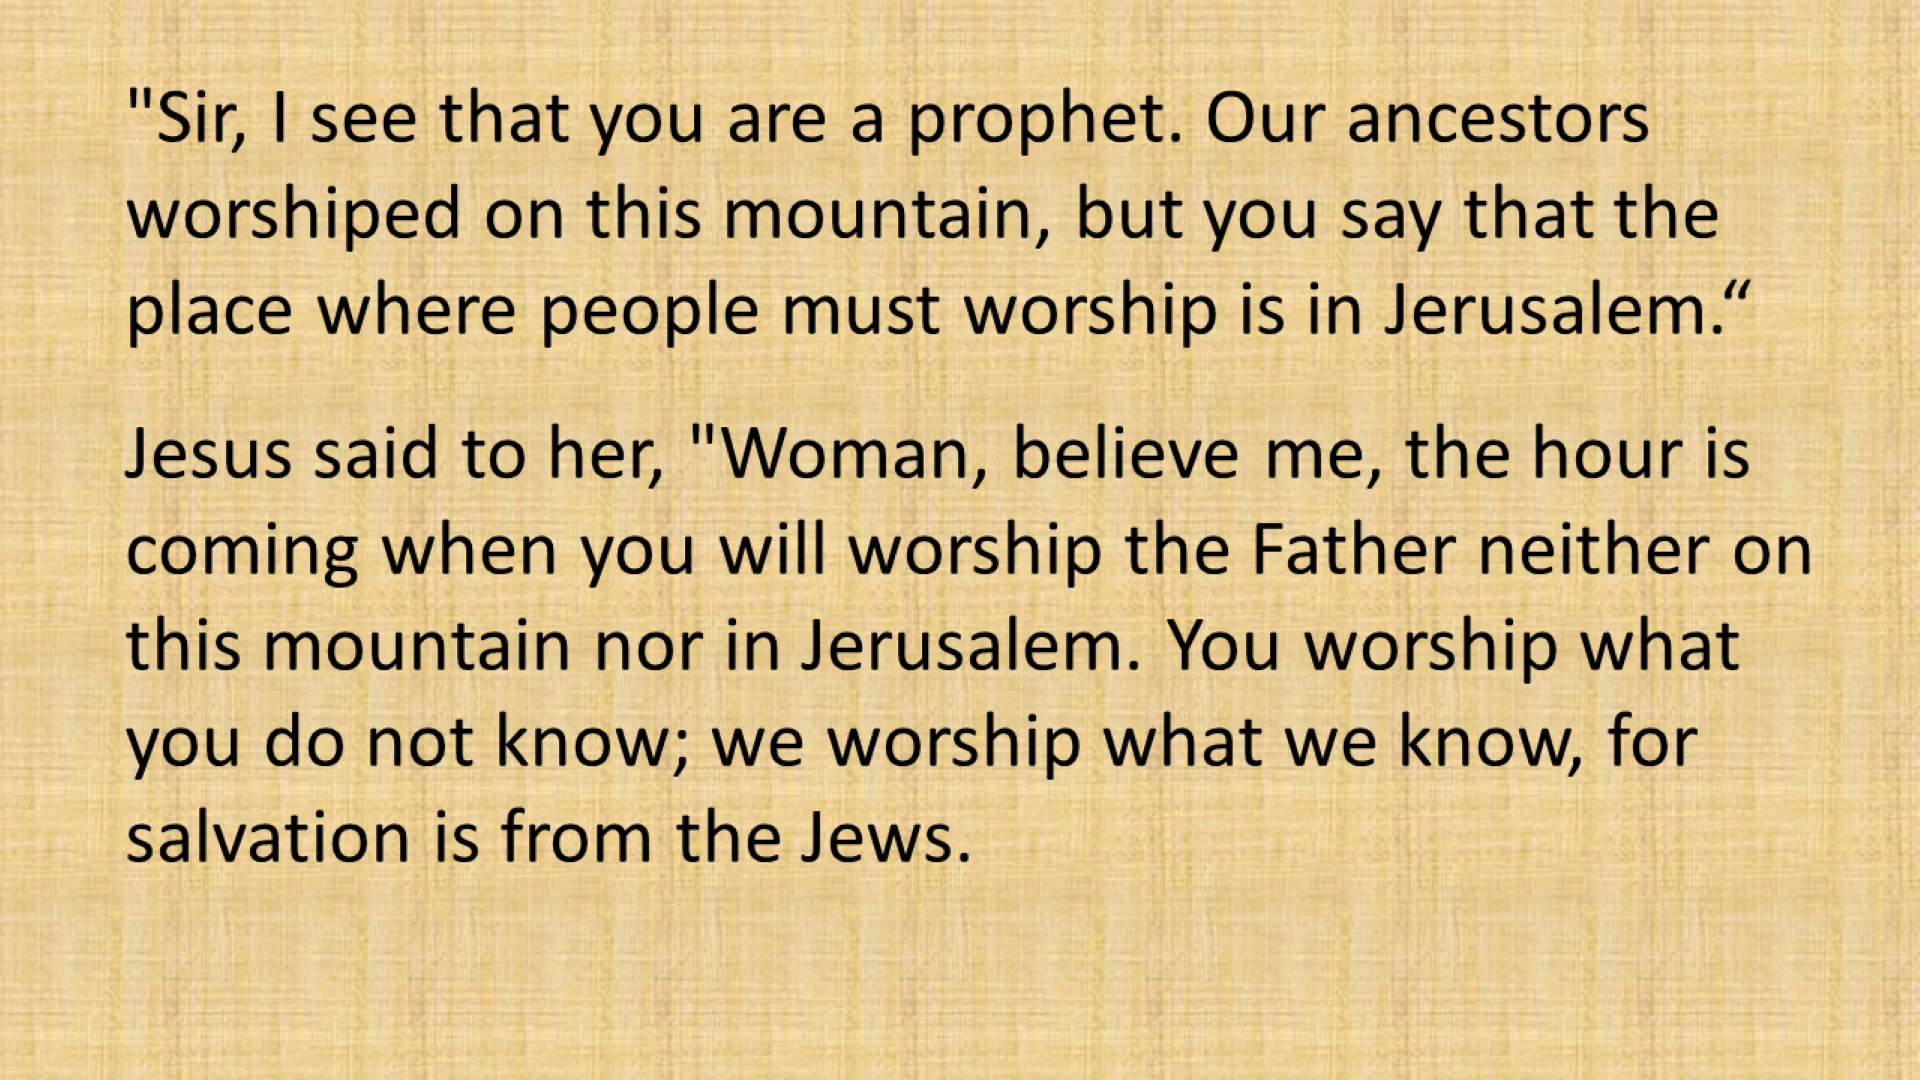 "Sir, I see that you are a prophet. Our ancestors
worshiped on this mountain, but you say that the
place where people must worship is in Jerusalem.“
Jesus said to her, "Woman, believe me, the hour is
coming when you will worship the Father neither on
this mountain nor in Jerusalem. You worship what
you do not know; we worship what we know, for
salvation is from the Jews.